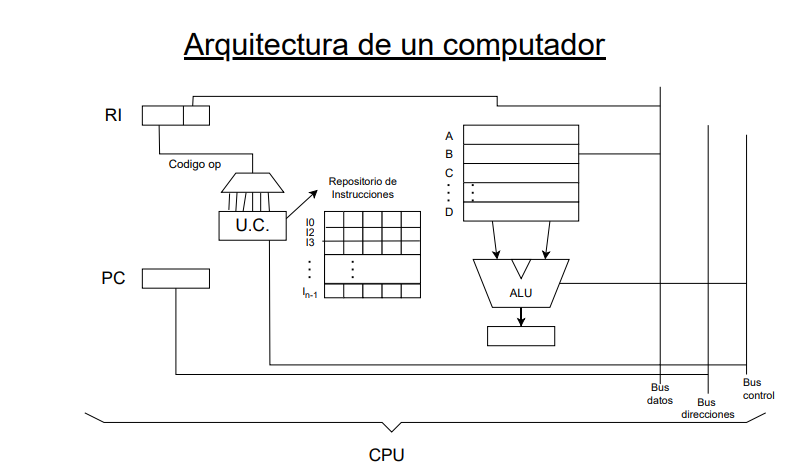 Arquitectura de un computador
RI
Codigo op
U.C.
Repositorio de
Instrucciones
I0
I2
I3
In-1
PC
A
B
C
D
ALU
Bus
datos
Bus
direcciones
Bus
control
CPU